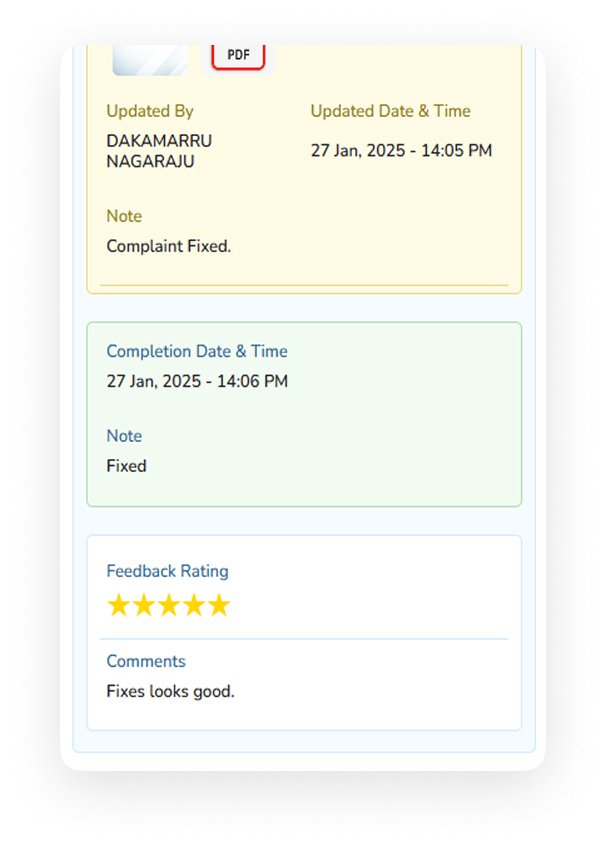 PDF
Updated By
Updated Date & Time
DAKAMARRU
NAGARAJU
27 Jan, 2025 - 14:05 PM
Note
Complaint Fixed.
Completion Date & Time
27 Jan, 2025 - 14:06 PM
Note
Fixed
Feedback Rating
Comments
Fixes looks good.